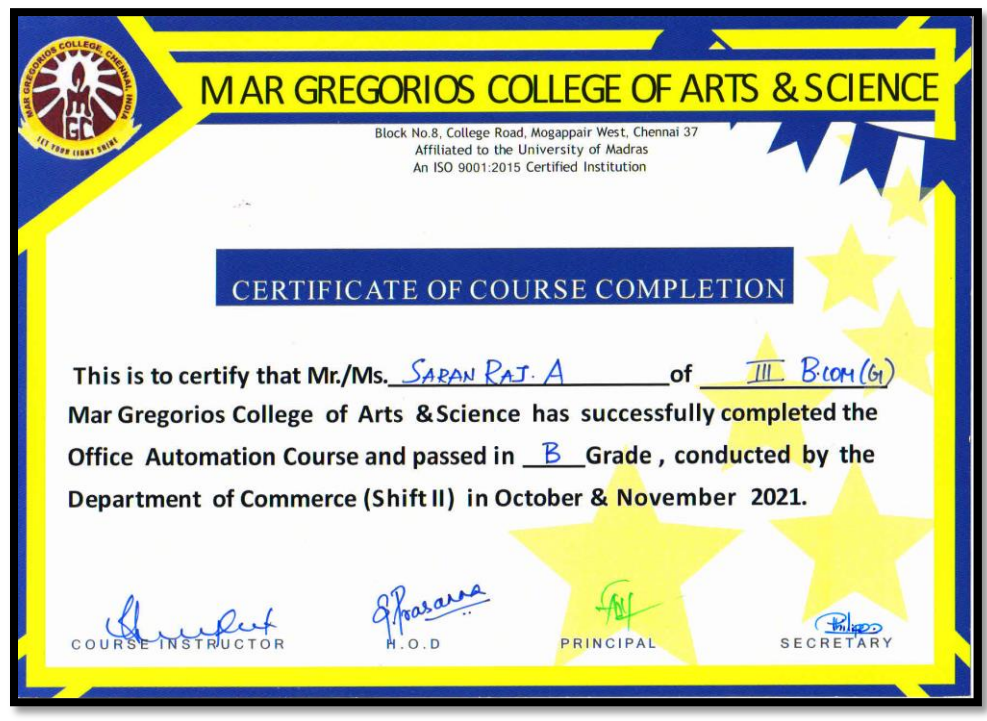 MAR GREGORIOS COLLEGE, CHENNAI, INDIA
GC
LET YOUR LIGHT SHINE
MAR GREGORIOS COLLEGE OF ARTS & SCIENCE
Block No.8, College Road, Mogappair West, Chennai 37
Affiliated to the University of Madras
An ISO 9001:2015 Certified Institution
CERTIFICATE OF COURSE COMPLETION
This is to certify that Mr./Ms. SARAN RAJ. A of III B.COM (G)
Mar Gregorios College of Arts & Science has successfully completed the
Office Automation Course and passed in B Grade , conducted by the
Department of Commerce (Shift II) in October & November 2021.
G. Prasanna
Philipp
COURSE INSTRUCTOR H.O.D PRINCIPAL SECRETARY